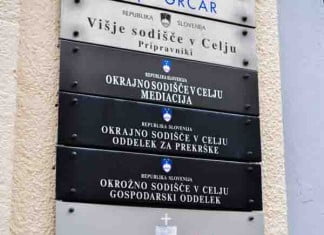 REPUBLIKA SLOVENIJA
Višje sodišče v Celju
Pripravniki
REPUBLIKA SLOVENIJA
OKRAJNO SODIŠČE V CELJU
MEDIACIJA
REPUBLIKA SLOVENIJA
OKRAJNO SODIŠČE V CELJU
ODDELEK ZA PREKRŠKE
REPUBLIKA SLOVENIJA
OKROŽNO SODIŠČE V CELJU
GOSPODARSKI ODDELEK